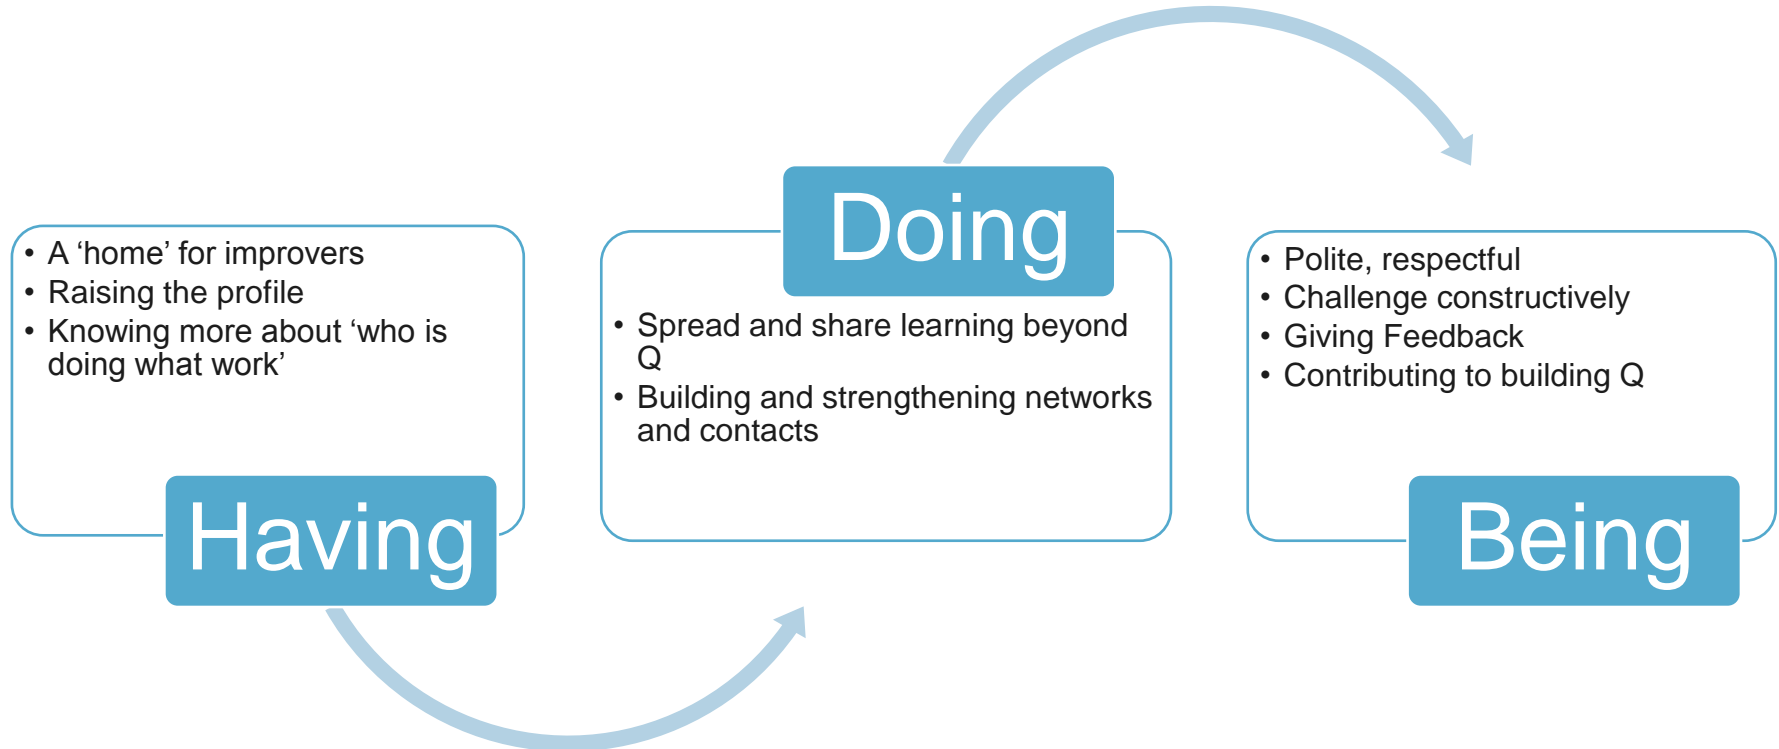 • A ‘home’ for improvers
• Raising the profile
• Knowing more about ‘who is
doing what work’
Having
Doing
• Spread and share learning beyond
Q
• Building and strengthening networks
and contacts
• Polite, respectful
• Challenge constructively
• Giving Feedback
• Contributing to building Q
Being